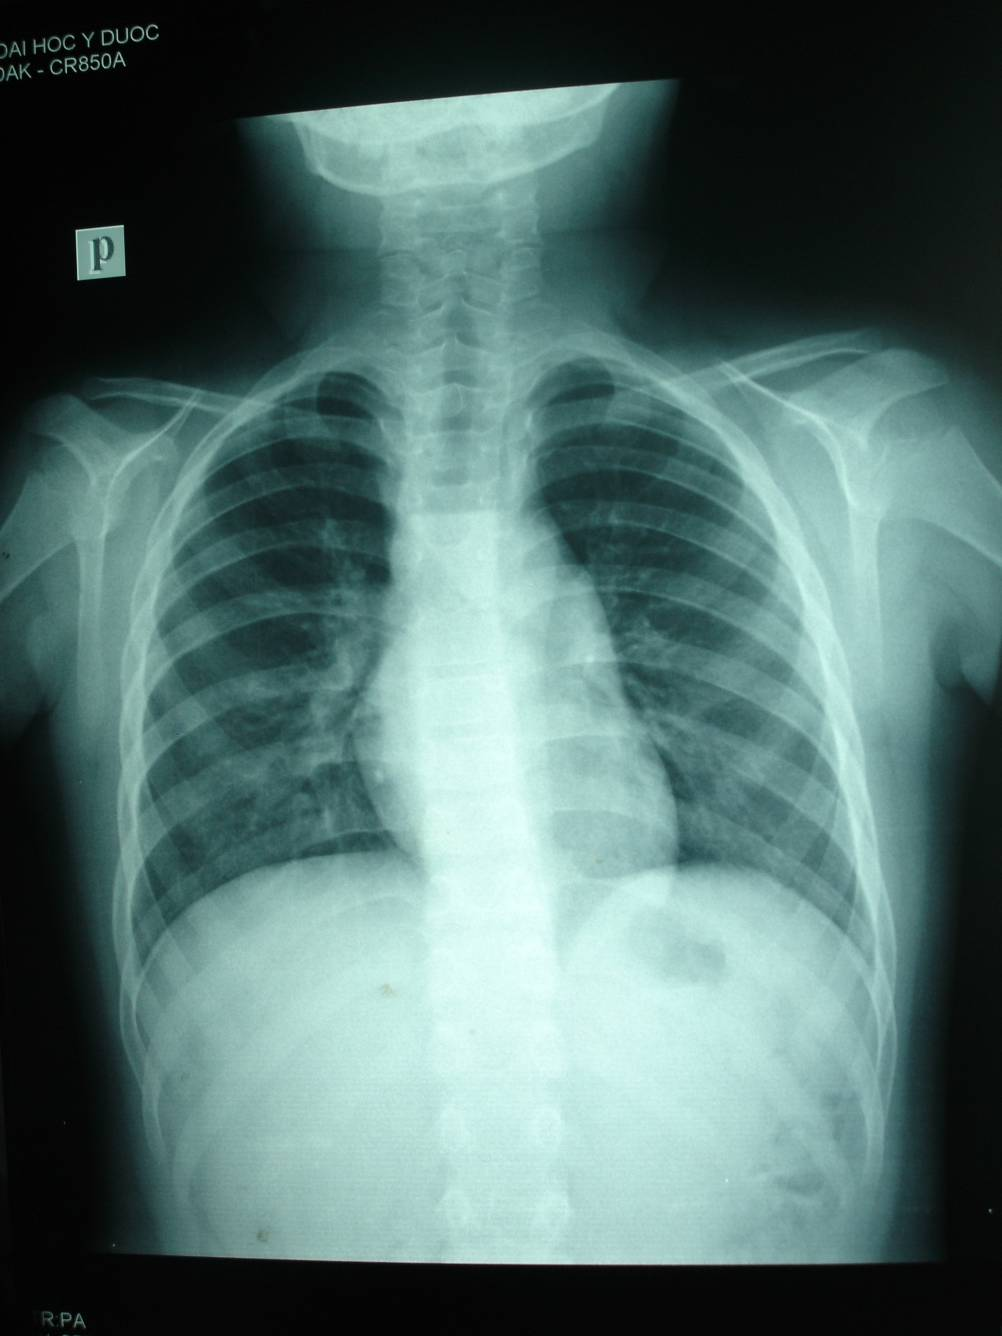 DAI HOC Y DUOC
DAK - CR850A
p
R:PA